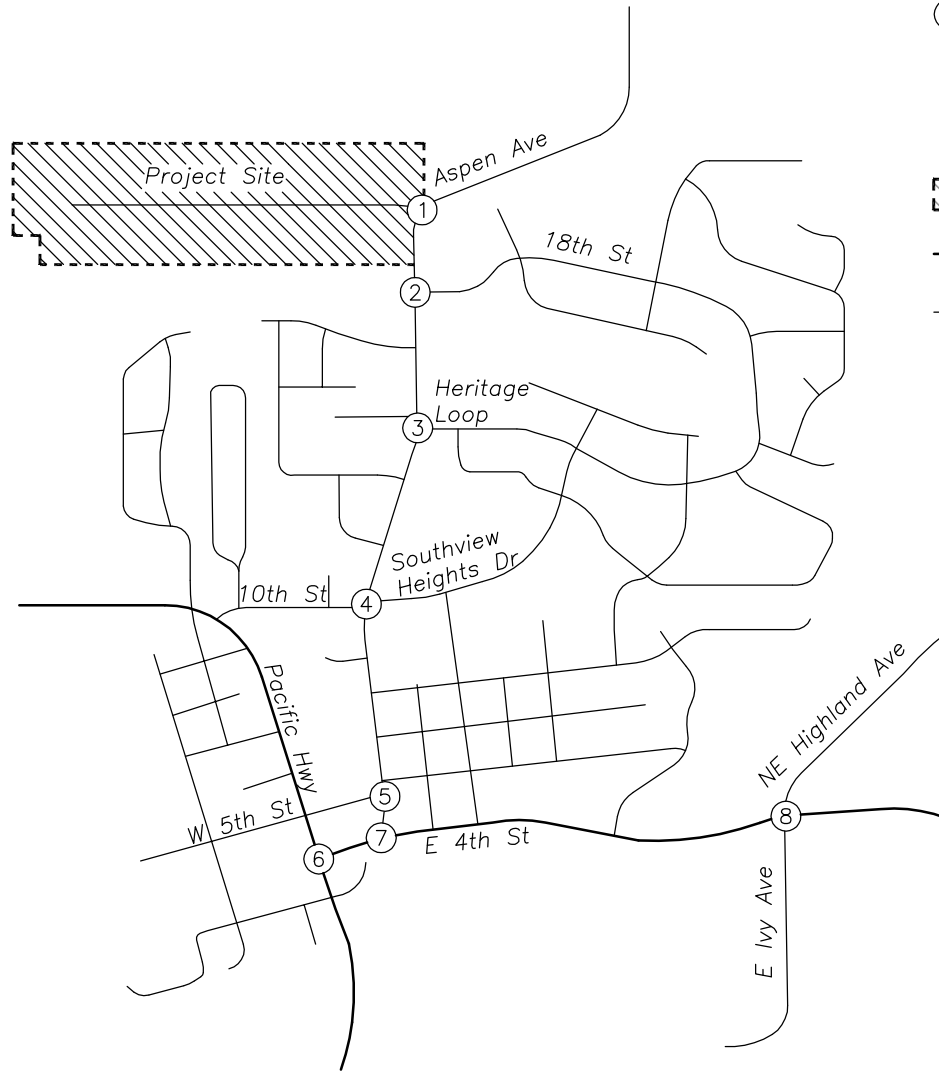 Aspen Ave
Project Site
1
18th St
2
Heritage
Loop
3
Southview
Heights Dr
10th St
4
Pacific Hwy
NE Highland Ave
5
W 5th St
7
8
E 4th St
6
E Ivy Ave